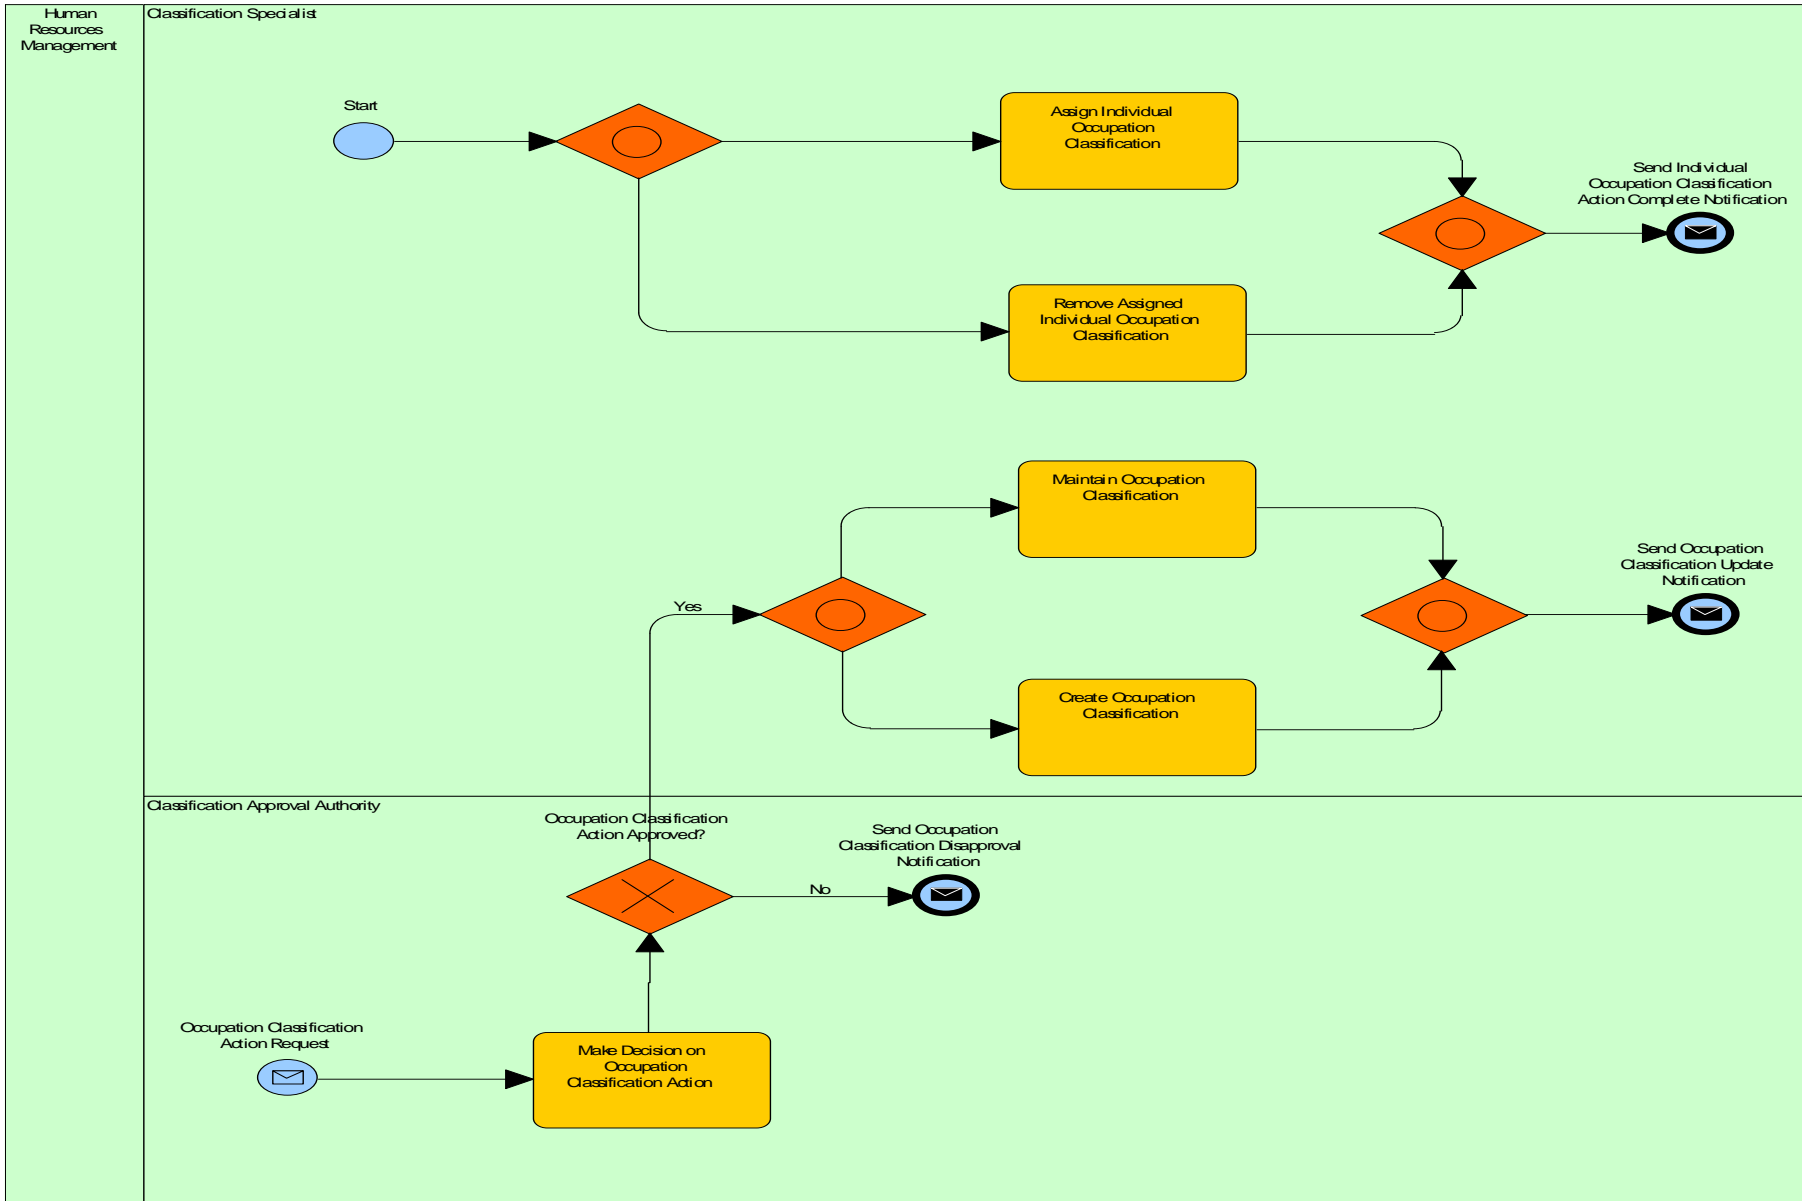 Human
Resources
Management
Classification Specialist
Start
Assign Individual
Occupation
Classification
Send Individual
Occupation Classification
Action Complete Notification
Remove Assigned
Individual Occupation
Classification
Maintain Occupation
Classification
Send Occupation
Classification Update
Notification
Yes
Create Occupation
Classification
Classification Approval Authority
Occupation Classification
Action Approved?
Send Occupation
Classification Disapproval
Notification
No
Occupation Classification
Action Request
Make Decision on
Occupation
Classification Action